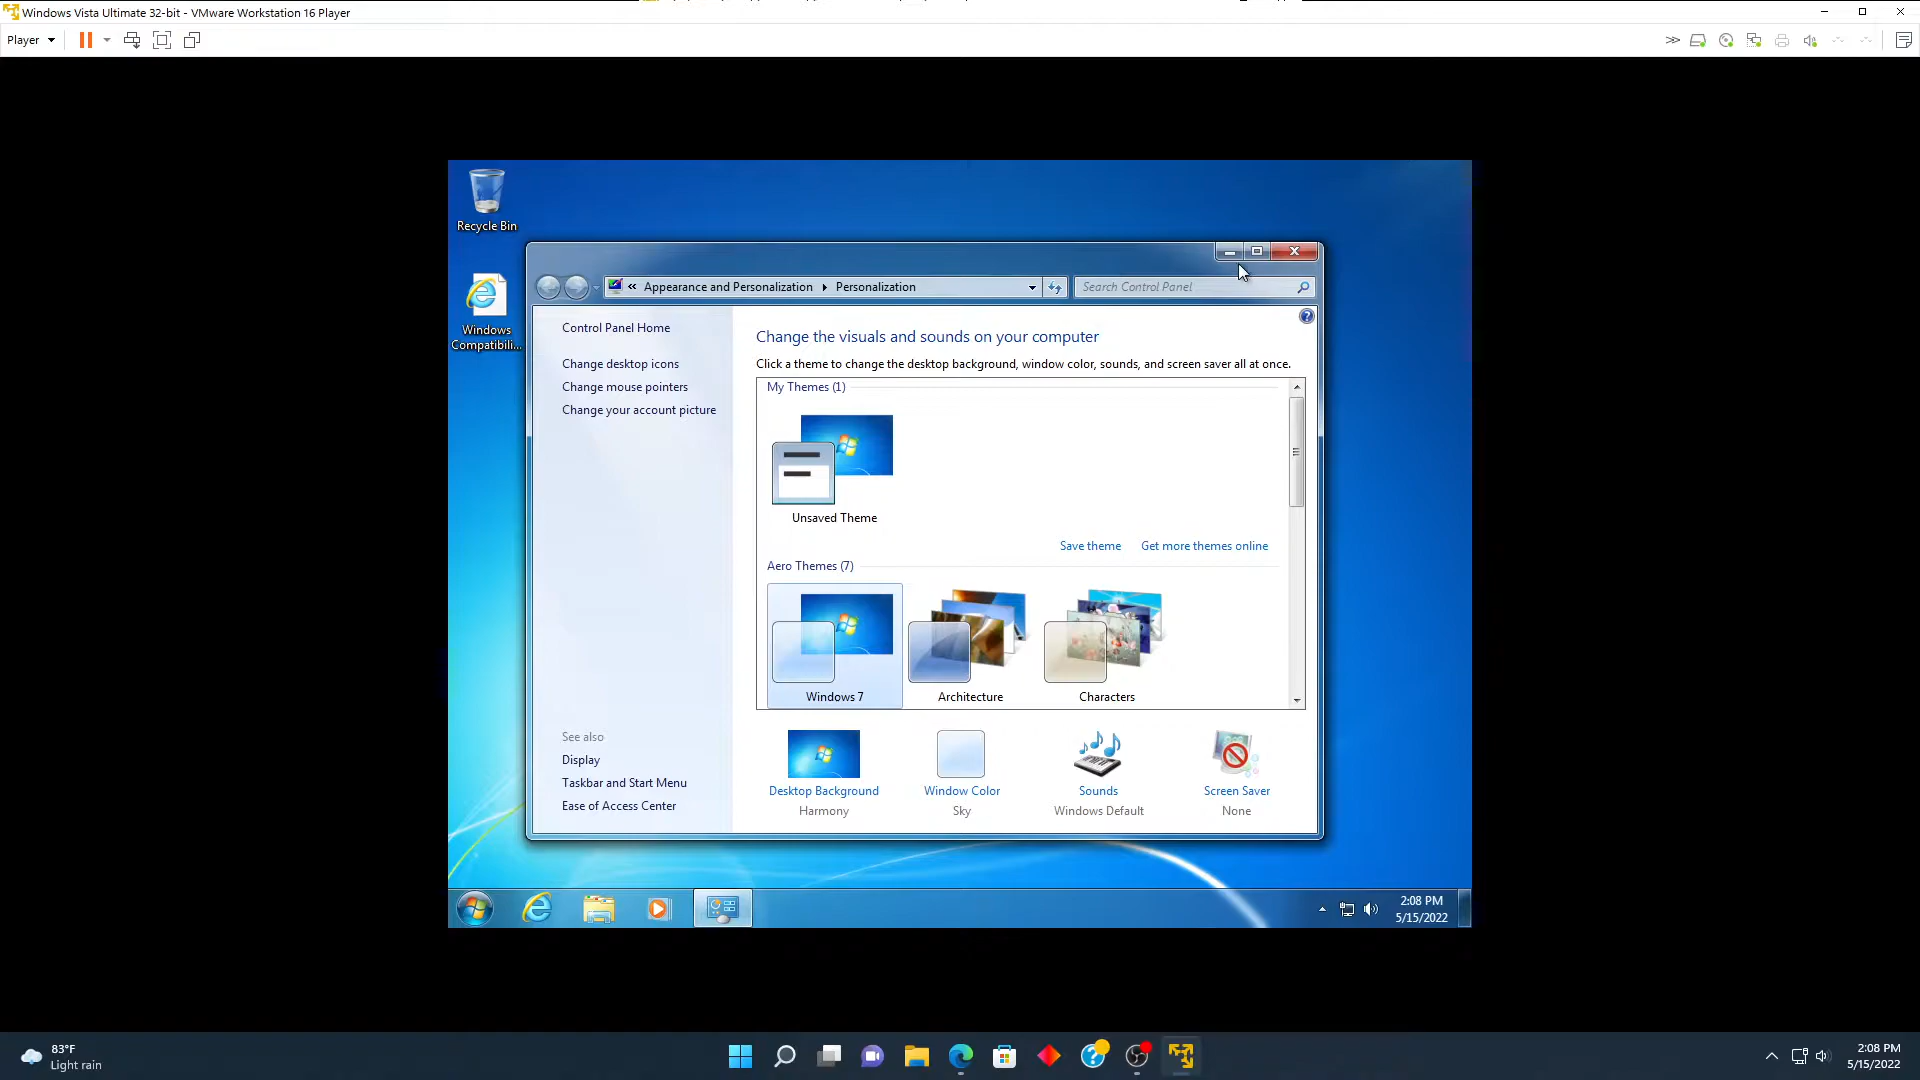 Windows Vista Ultimate 32-bit - VMware Workstation 16 Player
Player
Recycle Bin
Windows
Compatibili...
« Appearance and Personalization Personalization
Search Control Panel
Control Panel Home
Change desktop icons
Change mouse pointers
Change your account picture
See also
Display
Taskbar and Start Menu
Ease of Access Center
Change the visuals and sounds on your computer
Click a theme to change the desktop background, window color, sounds, and screen saver all at once.
My Themes (1)
Unsaved Theme
Save theme Get more themes online
Aero Themes (7)
Windows 7 Architecture Characters
Desktop Background Window Color Sounds Screen Saver
Harmony Sky Windows Default None
2:08 PM
5/15/2022
83°F
Light rain
2:08 PM
5/15/2022